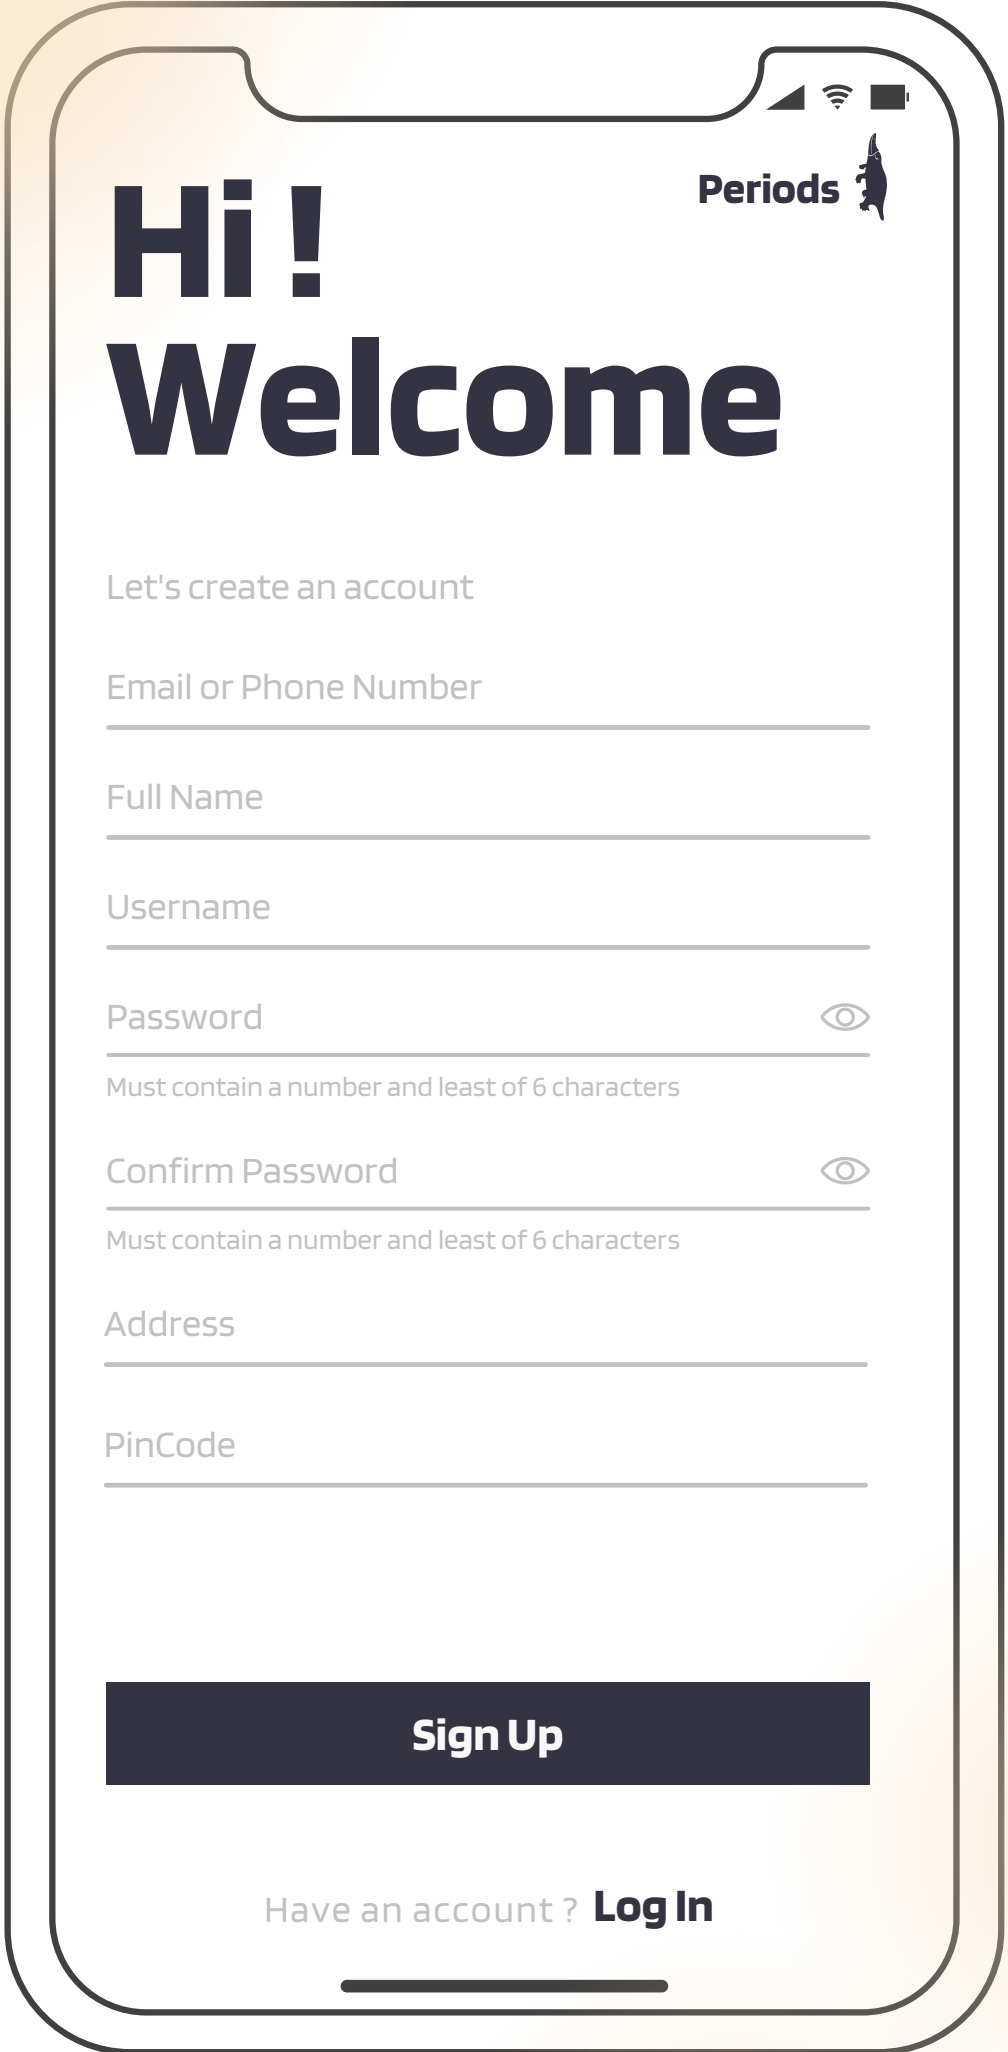 Periods
Hi !
Welcome
Let's create an account
Email or Phone Number
Full Name
Username
Password
Must contain a number and least of 6 characters
Confirm Password
Must contain a number and least of 6 characters
Address
PinCode
Sign Up
Have an account ? Log In